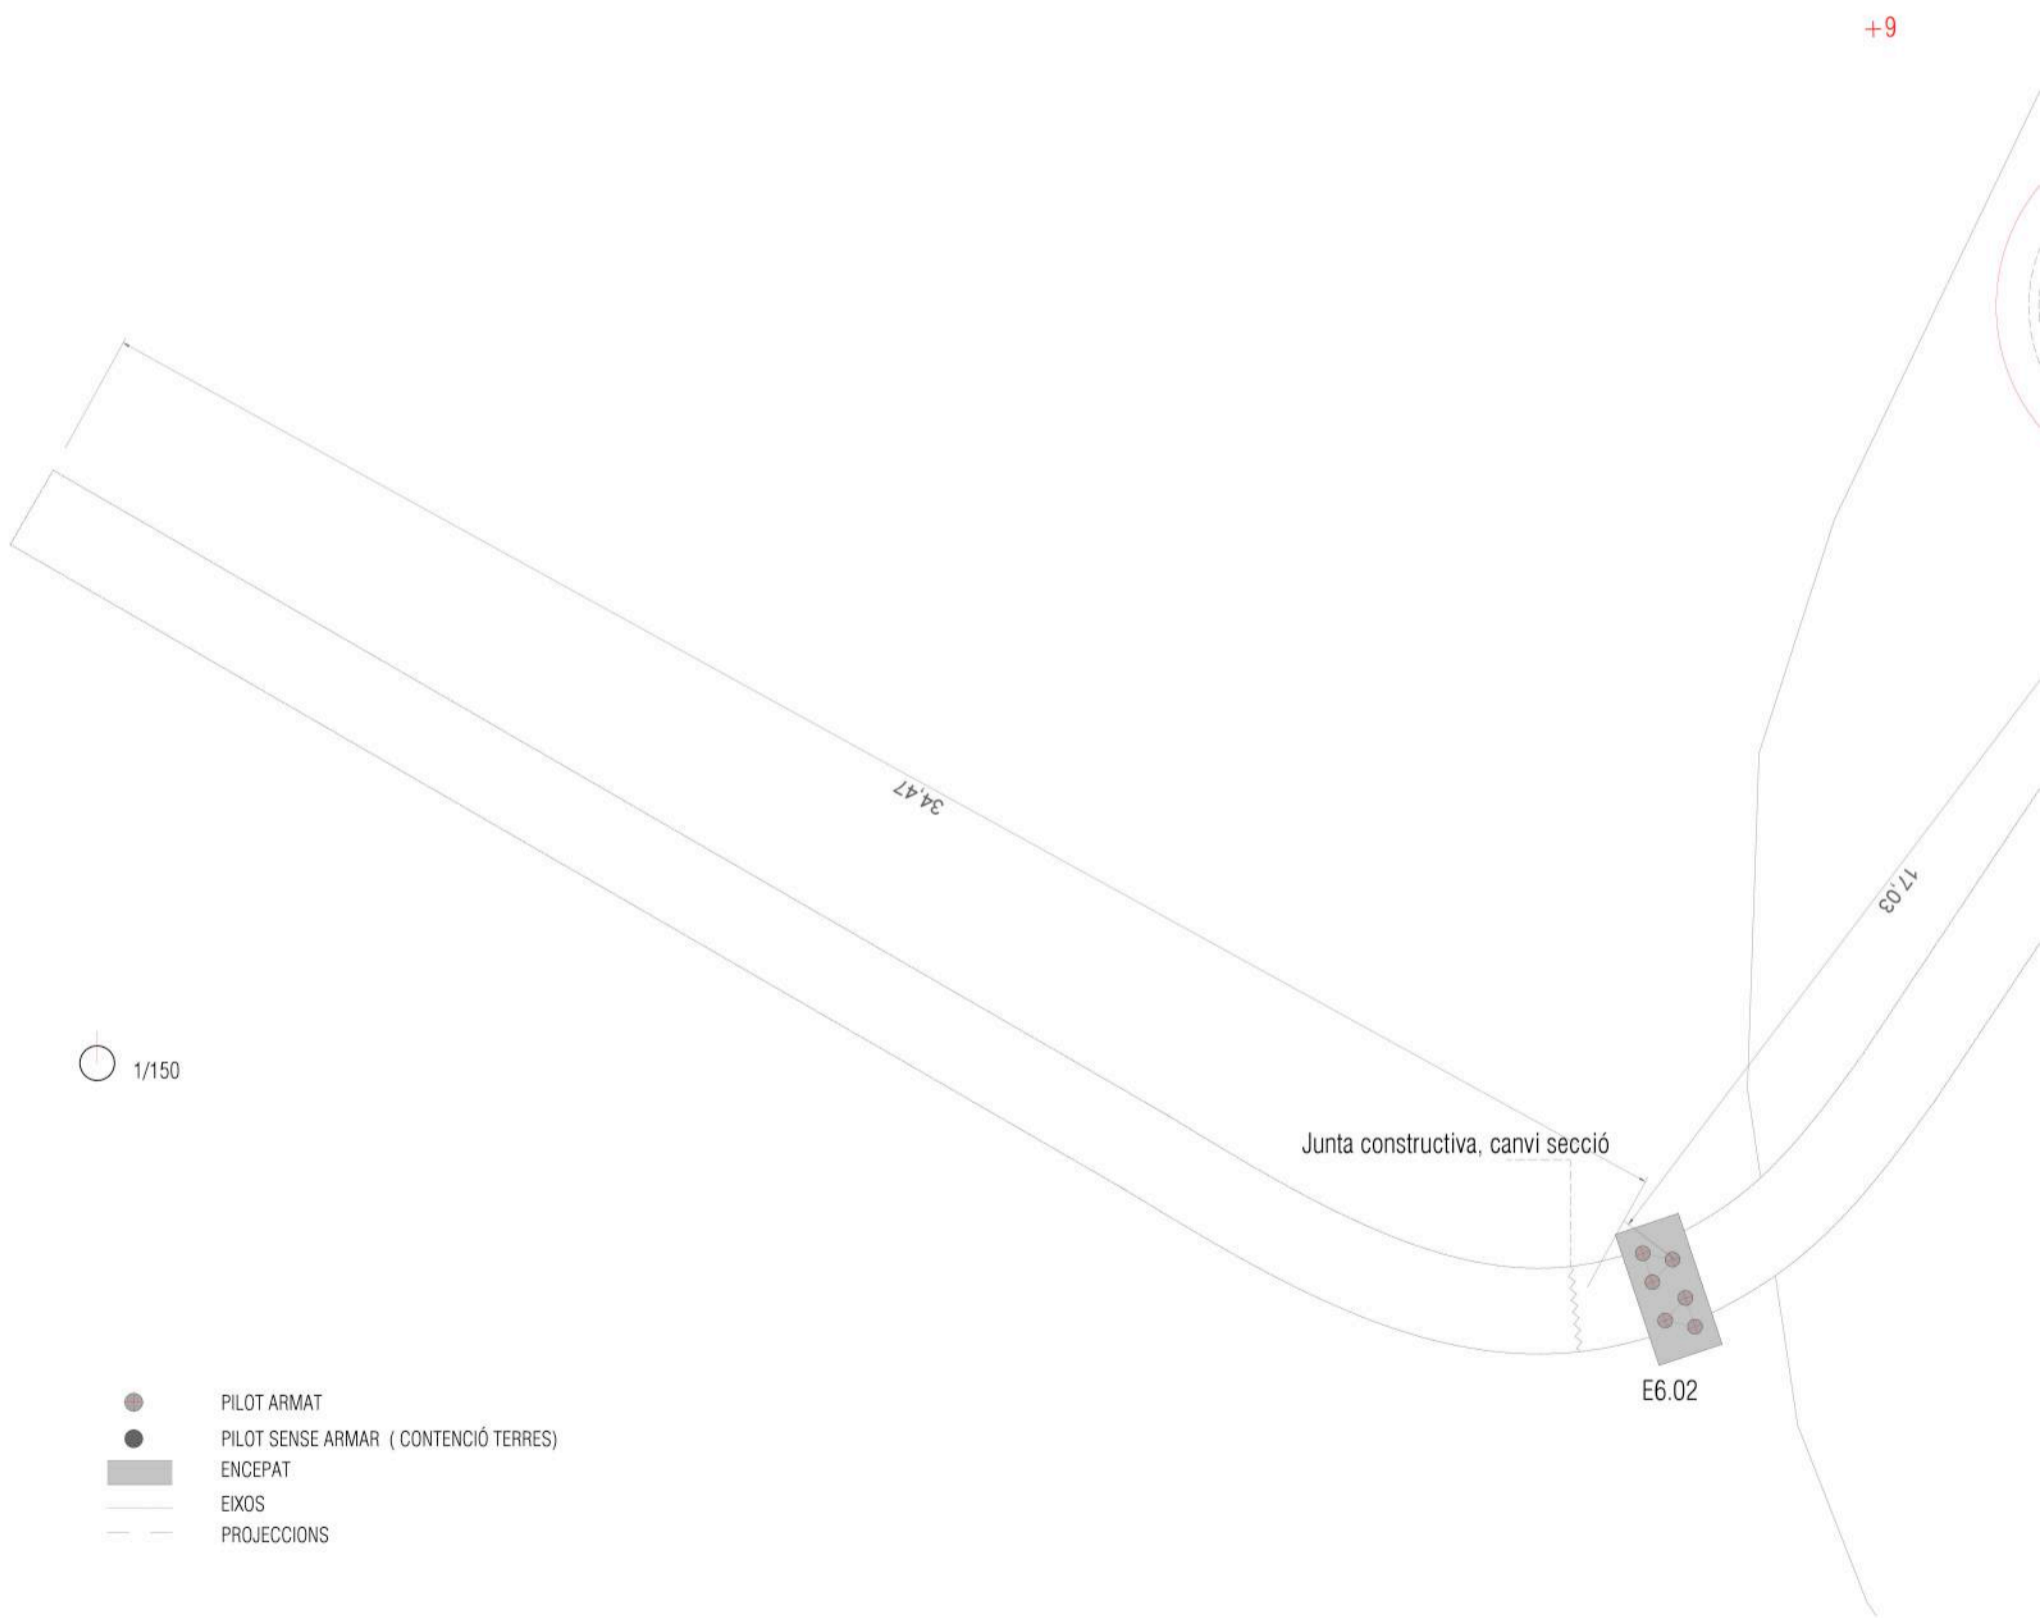 +9
34,47
17,03
1/150
Junta constructiva, canvi secció
E6.02
PILOT ARMAT
PILOT SENSE ARMAR ( CONTENCIÓ TERRES)
ENCEPAT
EIXOS
PROJECCIONS